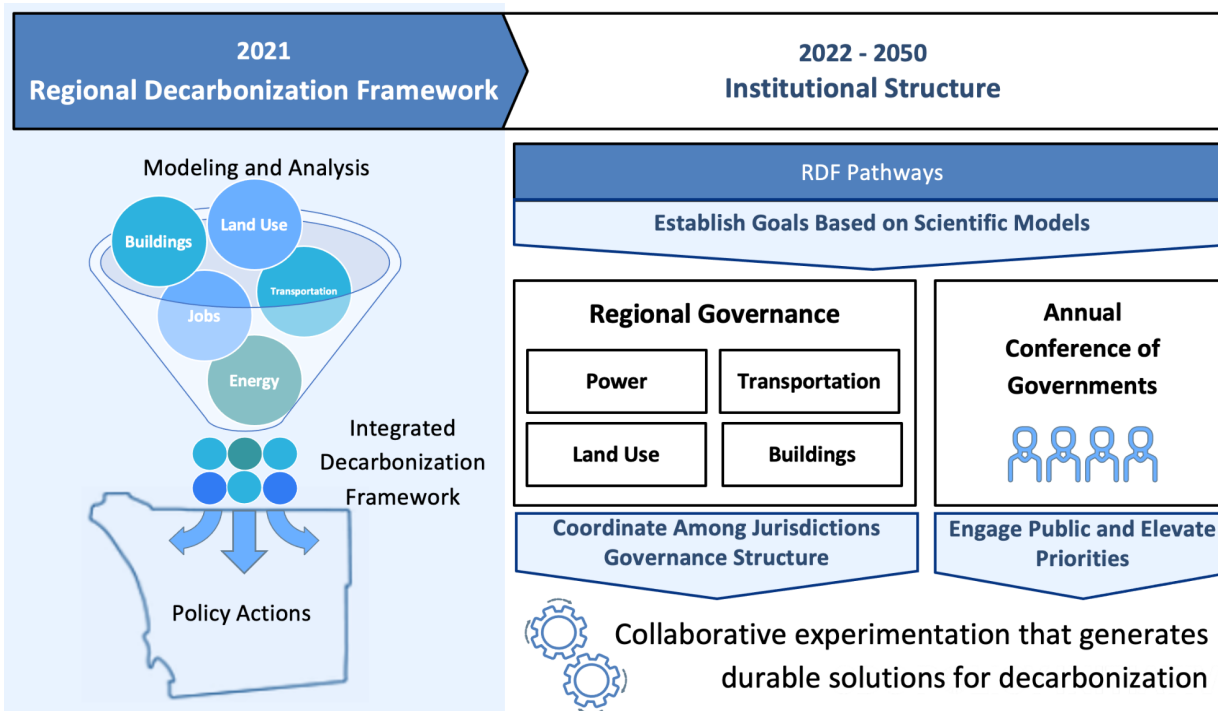 2021
Regional Decarbonization Framework
2022 - 2050
Institutional Structure
Modeling and Analysis
Buildings
Land Use
Transportation
Jobs
Energy
Integrated
Decarbonization
Framework
Policy Actions
RDF Pathways
Establish Goals Based on Scientific Models
Regional Governance
Power
Transportation
Land Use
Buildings
Annual
Conference of
Governments
Coordinate Among Jurisdictions
Governance Structure
Engage Public and Elevate
Priorities
Collaborative experimentation that generates
durable solutions for decarbonization